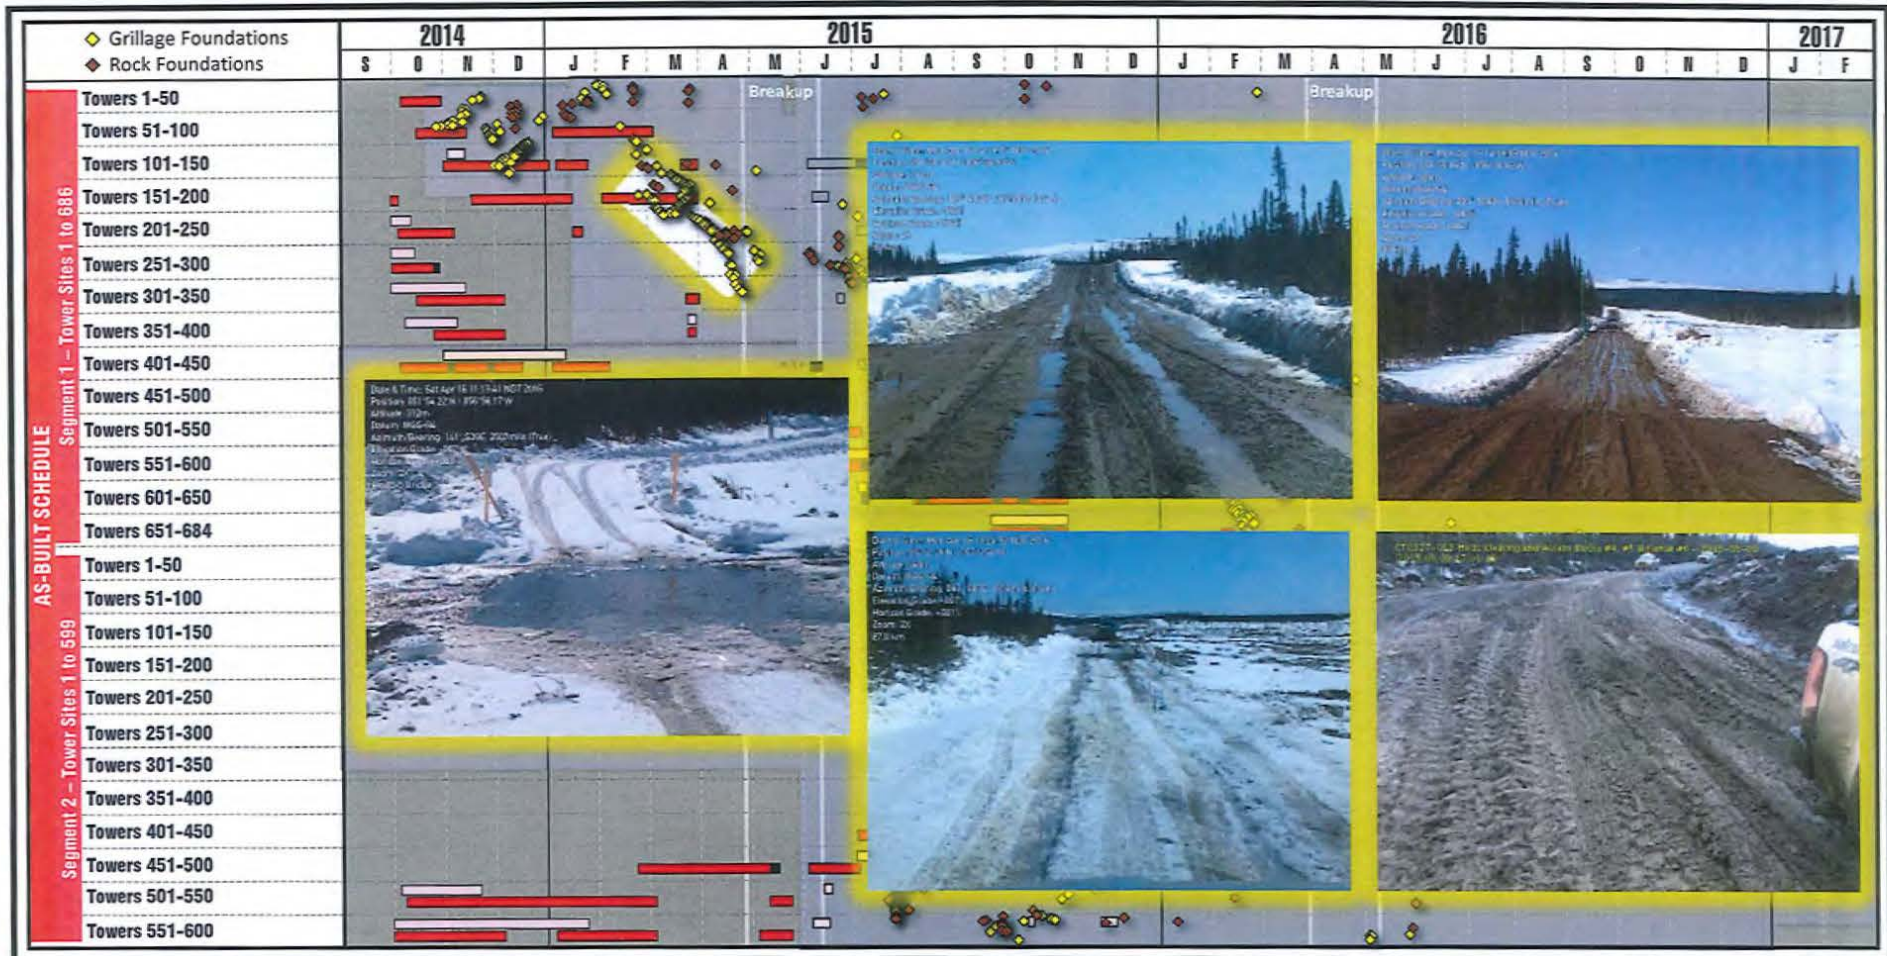 Grillage Foundations
Rock Foundations
2014 2015 2016 2017
S O N D J F M A M J J A S O N D J F M A M J J A S O N D J F
AS-BUILT SCHEDULE
Segment 1 – Tower Sites 1 to 686
Towers 1-50
Breakup Breakup
Towers 51-100
Towers 101-150
Towers 151-200
Towers 201-250
Towers 251-300
Towers 301-350
Towers 351-400
Towers 401-450
Towers 451-500
Towers 501-550
Towers 551-600
Towers 601-650
Towers 651-684
Segment 2 – Tower Sites 1 to 599
Towers 1-50
Towers 51-100
Towers 101-150
Towers 151-200
Towers 201-250
Towers 251-300
Towers 301-350
Towers 351-400
Towers 401-450
Towers 451-500
Towers 501-550
Towers 551-600